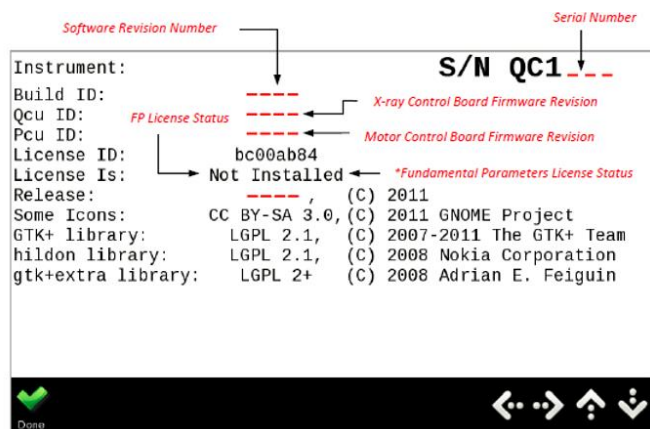 Software Revision Number
Serial Number
Instrument: S/N QC1_ _ _
Build ID: ----
Qcu ID: ---- X-ray Control Board Firmware Revision
FP License Status
Pcu ID: ---- Motor Control Board Firmware Revision
License ID: bc00ab84
License Is: Not Installed *Fundamental Parameters License Status
Release: ----, (C) 2011
Some Icons: CC BY-SA 3.0, (C) 2011 GNOME Project
GTK+ library: LGPL 2.1, (C) 2007-2011 The GTK+ Team
hildon library: LGPL 2.1, (C) 2008 Nokia Corporation
gtk+extra library: LGPL 2+ (C) 2008 Adrian E. Feiguin
Done